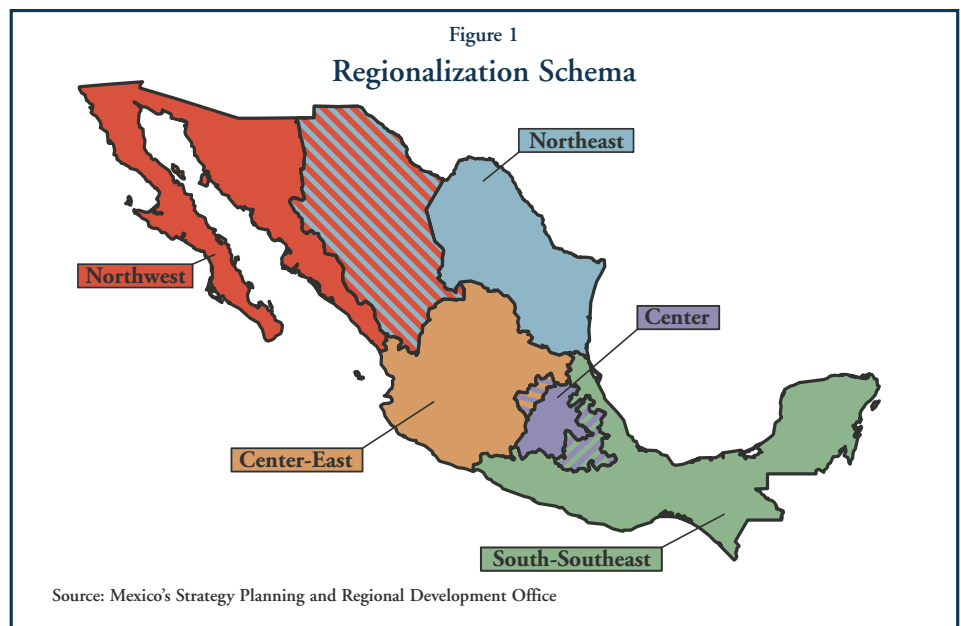 Figure 1
Regionalization Schema
Northeast
Northwest
Center
Center-East
South-Southeast
Source: Mexico's Strategy Planning and Regional Development Office